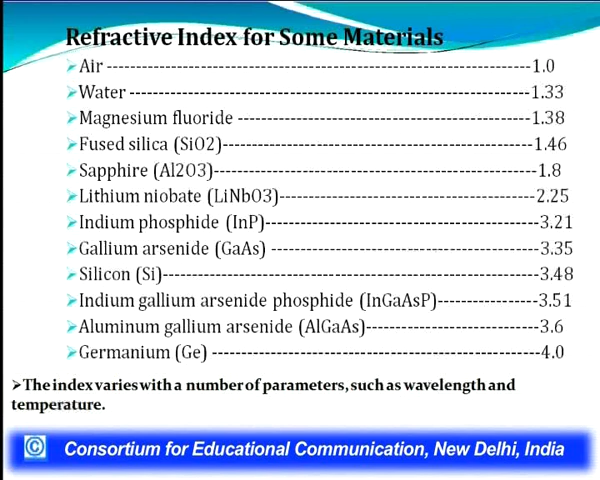 Refractive Index for Some Materials
➢Air ------------------------------------------------------------------------1.0
➢Water --------------------------------------------------------------------1.33
➢Magnesium fluoride --------------------------------------------------1.38
➢Fused silica (SiO2)-----------------------------------------------------1.46
➢Sapphire (Al2O3)-------------------------------------------------------1.8
➢Lithium niobate (LiNbO3)-------------------------------------------2.25
➢Indium phosphide (InP)-----------------------------------------------3.21
➢Gallium arsenide (GaAs) ---------------------------------------------3.35
➢Silicon (Si)----------------------------------------------------------------3.48
➢Indium gallium arsenide phosphide (InGaAsP)-----------------3.51
➢Aluminum gallium arsenide (AlGaAs)-----------------------------3.6
➢Germanium (Ge) -------------------------------------------------------4.0
➢The index varies with a number of parameters, such as wavelength and
temperature.
© Consortium for Educational Communication, New Delhi, India